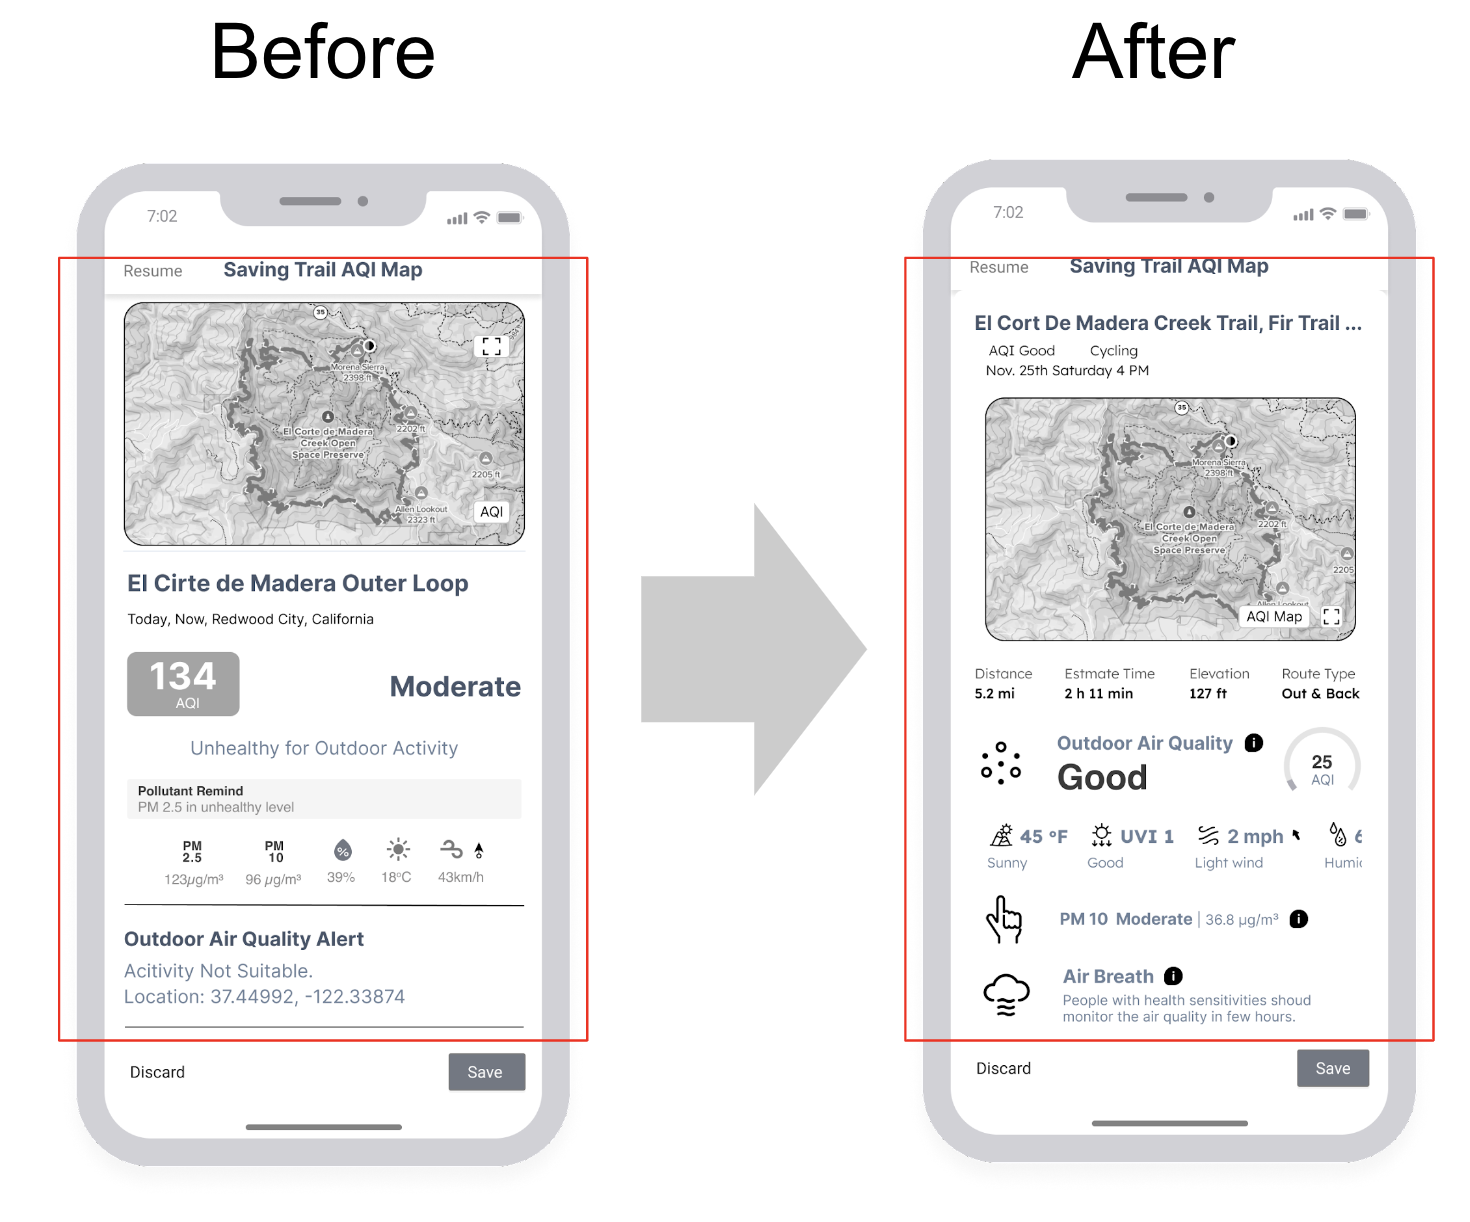 Before
After
7:02
Resume
Saving Trail AQI Map
35
Morena Sierra
2398 ft
El Corte de Madera
Creek Open
Space Preserve
2202 ft
2205 ft
Allen Lookout
2323 ft
AQI
El Cirte de Madera Outer Loop
Today, Now, Redwood City, California
134
AQI
Moderate
Unhealthy for Outdoor Activity
Pollutant Remind
PM 2.5 in unhealthy level
PM
2.5
PM
10
%
123µg/m³
96 µg/m³
39%
18°C
43km/h
Outdoor Air Quality Alert
Acitivity Not Suitable.
Location: 37.44992, -122.33874
Discard
Save
7:02
Resume
Saving Trail AQI Map
El Cort De Madera Creek Trail, Fir Trail ...
AQI Good Cycling
Nov. 25th Saturday 4 PM
35
Morena Sierra
2398 ft
El Corte de Madera
Creek Open
Space Preserve
2202 ft
2205
Allen Lookout
AQI Map
Distance
Estmate Time
Elevation
Route Type
5.2 mi
2 h 11 min
127 ft
Out & Back
Outdoor Air Quality i
Good
25
AQI
45 °F
UVI 1
2 mph
6
Sunny
Good
Light wind
Humi
PM 10 Moderate | 36.8 µg/m³ i
Air Breath i
People with health sensitivities shoud
monitor the air quality in few hours.
Discard
Save